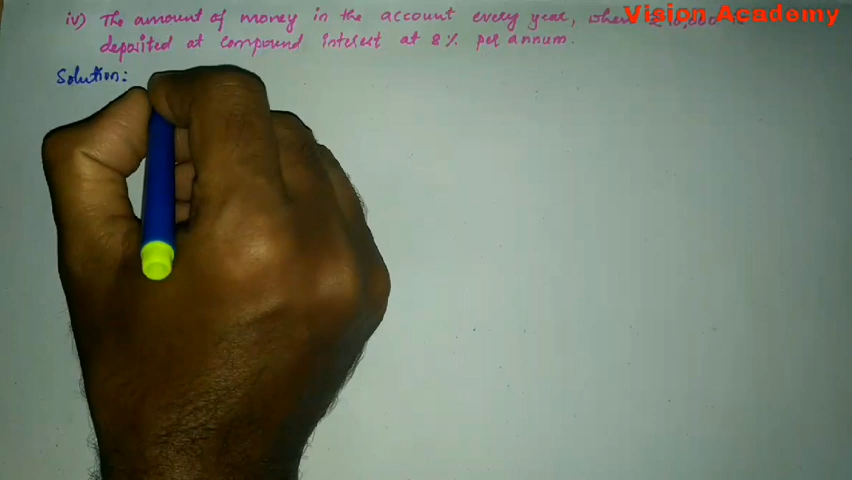 iv) The amount of money in the account every year, when
Vision Academy
deposited at compound interest at 8% per annum.
Solution: